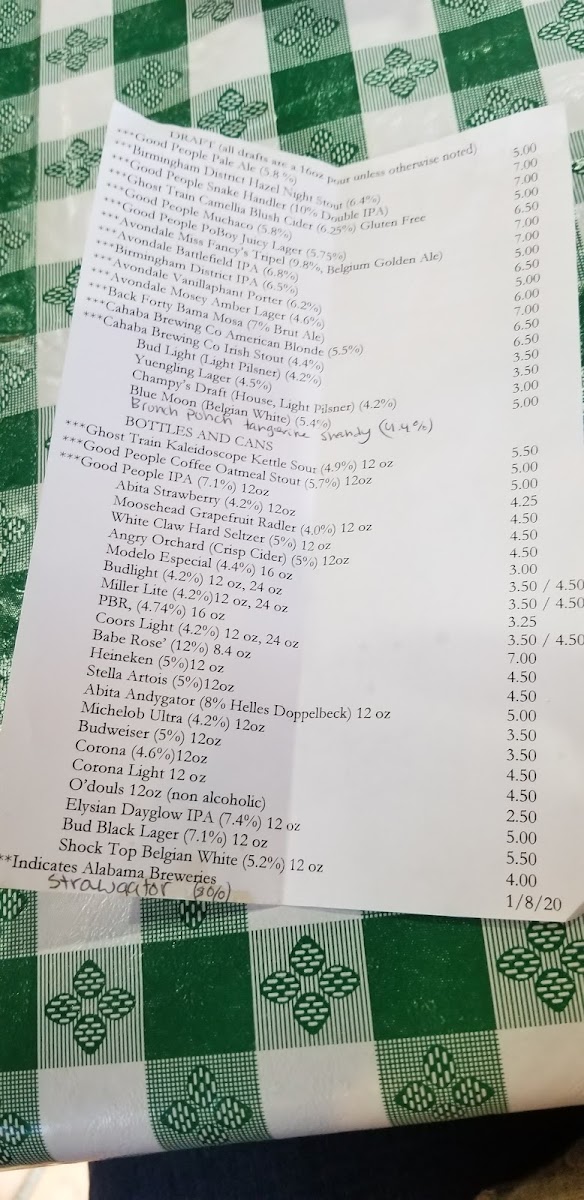 DRAFT (all drafts are a 16oz pour unless otherwise noted)
***Good People Pale Ale (5.8 %) 5.00
***Birmingham District Hazel Night Stout (6.4%) 7.00
***Good People Snake Handler (10% Double IPA) 7.00
***Ghost Train Camellia Blush Cider (6.25%) Gluten Free 5.00
***Good People Muchaco (5.8%) 6.50
***Good People PoBoy Juicy Lager (5.75%) 7.00
***Avondale Miss Fancy's Tripel (9.8%, Belgium Golden Ale) 7.00
***Avondale Battlefield IPA (6.8%) 5.00
***Birmingham District IPA (6.5%) 6.50
***Avondale Vanillaphant Porter (6.2%) 5.00
***Avondale Mosey Amber Lager (4.6%) 6.00
***Back Forty Bama Mosa (7% Brut Ale) 7.00
***Cahaba Brewing Co American Blonde (5.5%) 6.50
***Cahaba Brewing Co Irish Stout (4.4%) 6.50
Bud Light (Light Pilsner) (4.2%) 3.50
Yuengling Lager (4.5%) 3.50
Champy's Draft (House, Light Pilsner) (4.2%) 3.00
Blue Moon (Belgian White) (5.4%) 5.00
Brunch punch tangerine shandy (4.4%)
BOTTLES AND CANS
***Ghost Train Kaleidoscope Kettle Sour (4.9%) 12 oz 5.50
***Good People Coffee Oatmeal Stout (5.7%) 12oz 5.00
***Good People IPA (7.1%) 12oz 5.00
Abita Strawberry (4.2%) 12oz 4.25
Moosehead Grapefruit Radler (4.0%) 12 oz 4.50
White Claw Hard Seltzer (5%) 12 oz 4.50
Angry Orchard (Crisp Cider) (5%) 12oz 4.50
Modelo Especial (4.4%) 16 oz 3.00
Budlight (4.2%) 12 oz, 24 oz 3.50 / 4.50
Miller Lite (4.2%)12 oz, 24 oz 3.50 / 4.50
PBR, (4.74%) 16 oz 3.25
Coors Light (4.2%) 12 oz, 24 oz 3.50 / 4.50
Babe Rose' (12%) 8.4 oz 7.00
Heineken (5%)12 oz 4.50
Stella Artois (5%)12oz 4.50
Abita Andygator (8% Helles Doppelbeck) 12 oz 5.00
Michelob Ultra (4.2%) 12oz 3.50
Budweiser (5%) 12oz 3.50
Corona (4.6%)12oz 4.50
Corona Light 12 oz 4.50
O'douls 12oz (non alcoholic) 2.50
Elysian Dayglow IPA (7.4%) 12 oz 5.00
Bud Black Lager (7.1%) 12 oz 5.50
Shock Top Belgian White (5.2%) 12 oz 4.00
**Indicates Alabama Breweries 1/8/20
Strawgator